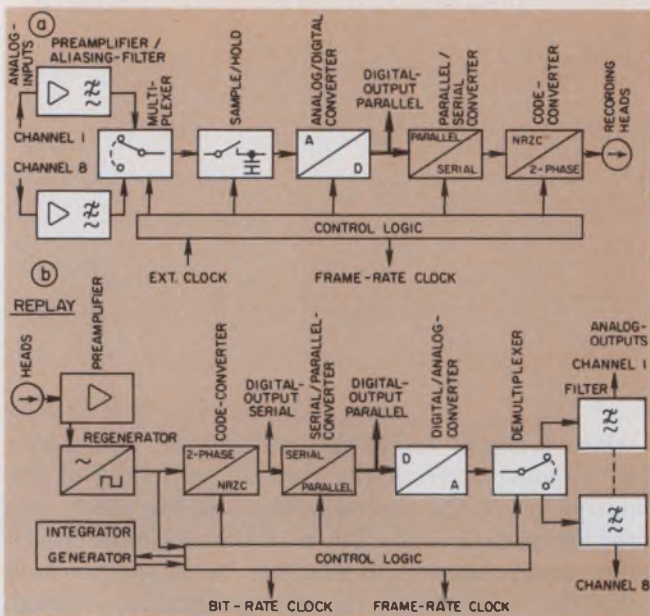 a
ANALOG-
INPUTS
PREAMPLIFIER /
ALIASING-FILTER
CHANNEL 1
CHANNEL 8
MULTI-
PLEXER
SAMPLE/HOLD
ANALOG/DIGITAL
CONVERTER
A
D
DIGITAL-
OUTPUT
PARALLEL
PARALLEL/
SERIAL
CONVERTER
PARALLEL
SERIAL
CODE-
CONVERTER
NRZC
2-PHASE
RECORDING
HEADS
CONTROL LOGIC
EXT. CLOCK
FRAME-RATE CLOCK
b
REPLAY
HEADS
PREAMPLIFIER
REGENERATOR
CODE-CONVERTER
2-PHASE
NRZC
DIGITAL-
OUTPUT
SERIAL
SERIAL/PARALLEL-
CONVERTER
SERIAL
PARALLEL
DIGITAL-
OUTPUT
PARALLEL
DIGITAL/ANALOG-
CONVERTER
D
A
DEMULTIPLEXER
ANALOG-
OUTPUTS
CHANNEL 1
FILTER
CHANNEL 8
INTEGRATOR
GENERATOR
CONTROL LOGIC
BIT-RATE CLOCK
FRAME-RATE CLOCK